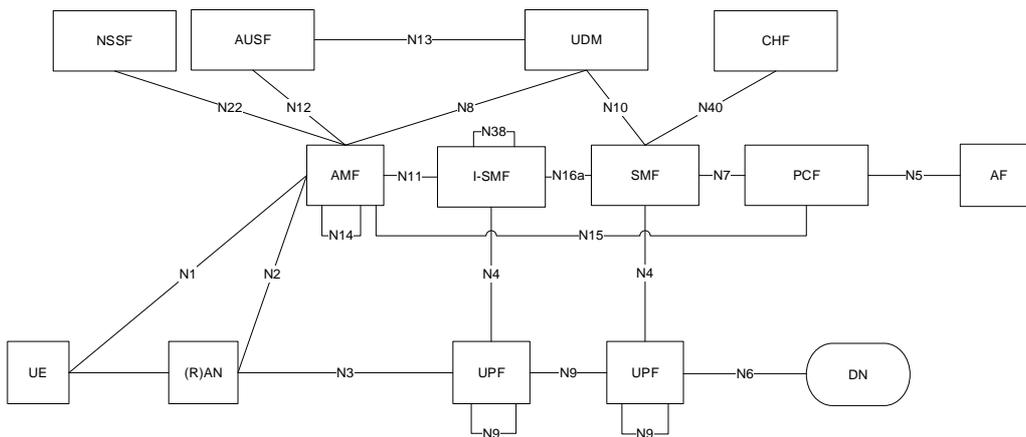 NSSF
AUSF
N13
UDM
CHF
N22
N12
N8
N10
N40
N38
AMF
N11
I-SMF
N16a
SMF
N7
PCF
N5
AF
N14
N15
N1
N2
N4
N4
UE
(R)AN
N3
UPF
N9
UPF
N6
DN
N9
N9